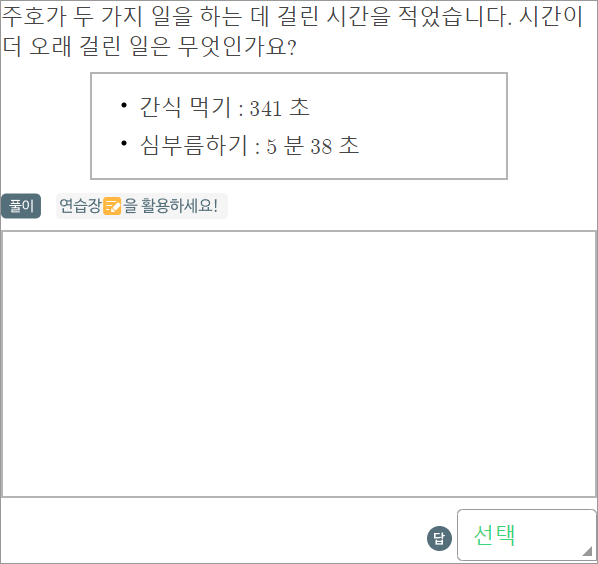 주호가 두 가지 일을 하는 데 걸린 시간을 적었습니다. 시간이
더 오래 걸린 일은 무엇인가요?
• 간식 먹기 : 341 초
• 심부름하기 : 5 분 38 초
풀이 연습장을 활용하세요!
답 선택